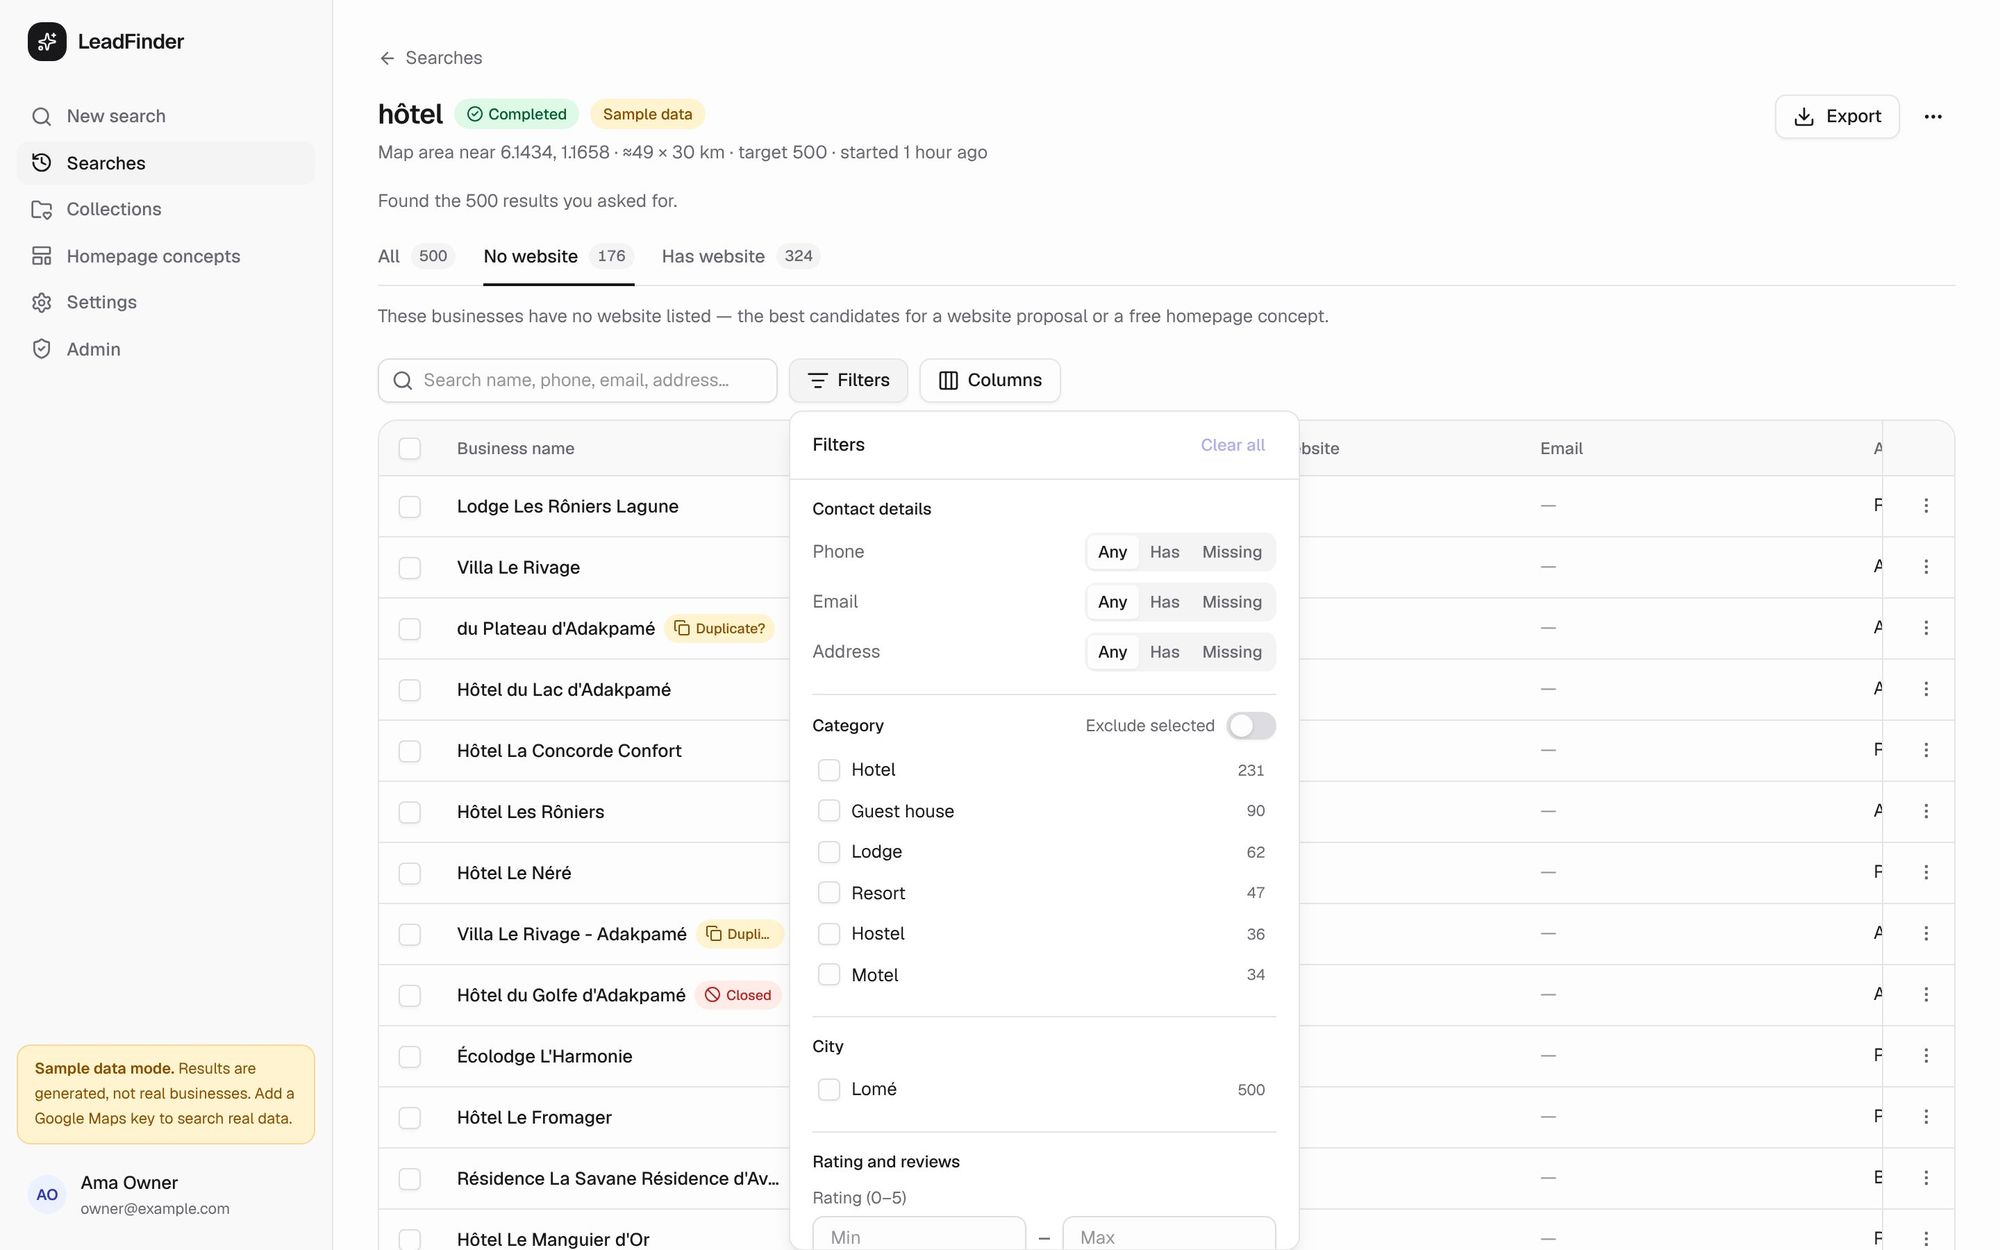 LeadFinder
New search
Searches
Collections
Homepage concepts
Settings
Admin
Sample data mode. Results are
generated, not real businesses. Add a
Google Maps key to search real data.
AO
Ama Owner
owner@example.com
Searches
hôtel
Completed
Sample data
Export
Map area near 6.1434, 1.1658 · ≈49 × 30 km · target 500 · started 1 hour ago
Found the 500 results you asked for.
All 500
No website 176
Has website 324
These businesses have no website listed — the best candidates for a website proposal or a free homepage concept.
Search name, phone, email, address...
Filters
Columns
Business name
bsite
Email
Lodge Les Rôniers Lagune
—
Villa Le Rivage
—
du Plateau d'Adakpamé Duplicate?
—
Hôtel du Lac d'Adakpamé
—
Hôtel La Concorde Confort
—
Hôtel Les Rôniers
—
Hôtel Le Néré
—
Villa Le Rivage - Adakpamé Dupli...
—
Hôtel du Golfe d'Adakpamé Closed
—
Écolodge L'Harmonie
—
Hôtel Le Fromager
—
Résidence La Savane Résidence d'Av...
—
Hôtel Le Manguier d'Or
—
Filters
Clear all
Contact details
Phone Any Has Missing
Email Any Has Missing
Address Any Has Missing
Category Exclude selected
Hotel 231
Guest house 90
Lodge 62
Resort 47
Hostel 36
Motel 34
City
Lomé 500
Rating and reviews
Rating (0–5)
Min – Max